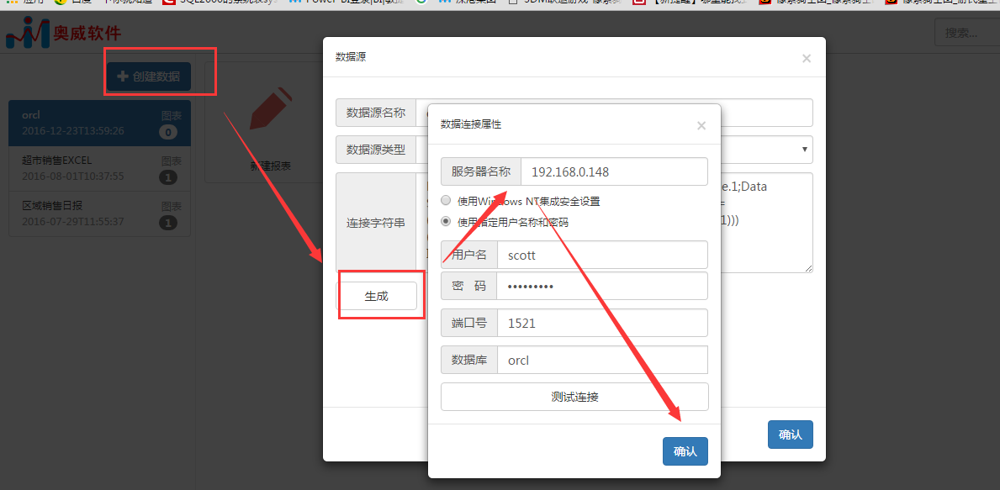 应用
百度
奥威软件
搜索...
创建数据
orcl
图表
2016-12-23T13:59:26
0
超市销售EXCEL
图表
2016-08-01T10:37:55
1
区域销售日报
图表
2016-07-29T11:55:37
1
新建报表
数据源
×
数据源名称
数据源类型
连接字符串
e.1;Data
=
1)))
生成
确认
数据连接属性
×
服务器名称
192.168.0.148
使用Windows NT集成安全设置
使用指定用户名称和密码
用户名
scott
密 码
•••••••••
端口号
1521
数据库
orcl
测试连接
确认